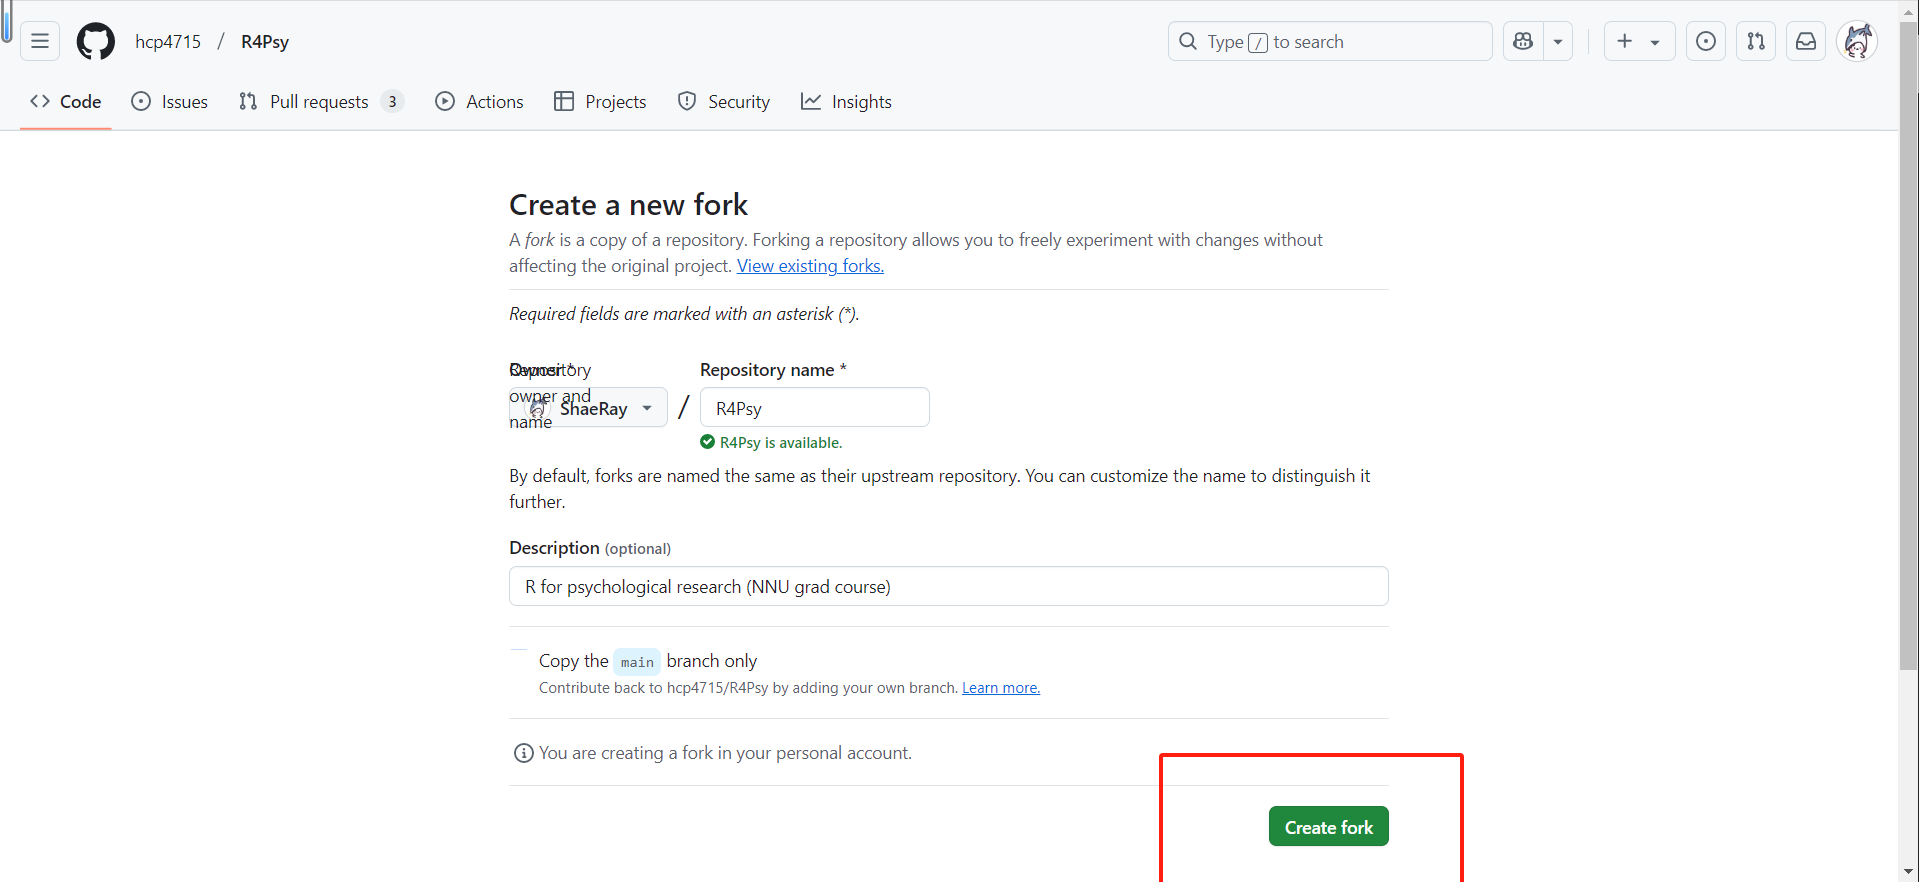 hcp4715 / R4Psy
Type / to search
Code Issues Pull requests 3 Actions Projects Security Insights
Create a new fork
A fork is a copy of a repository. Forking a repository allows you to freely experiment with changes without
affecting the original project. View existing forks.
Required fields are marked with an asterisk (*).
Owner *
Repository
owner and
name
ShaeRay
/
Repository name *
R4Psy
R4Psy is available.
By default, forks are named the same as their upstream repository. You can customize the name to distinguish it
further.
Description (optional)
R for psychological research (NNU grad course)
Copy the main branch only
Contribute back to hcp4715/R4Psy by adding your own branch. Learn more.
You are creating a fork in your personal account.
Create fork